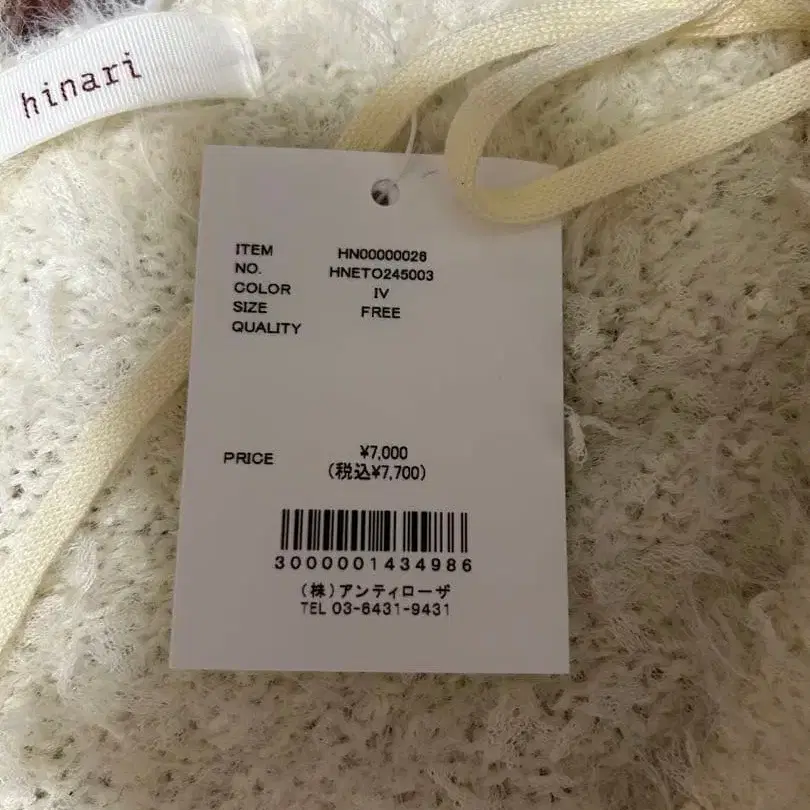 hinari
ITEM HN00000026
NO. HNETO245003
COLOR IV
SIZE FREE
QUALITY
PRICE ¥7,000
(税込¥7,700)
3000001434986
(株)アンティローザ
TEL 03-6431-9431